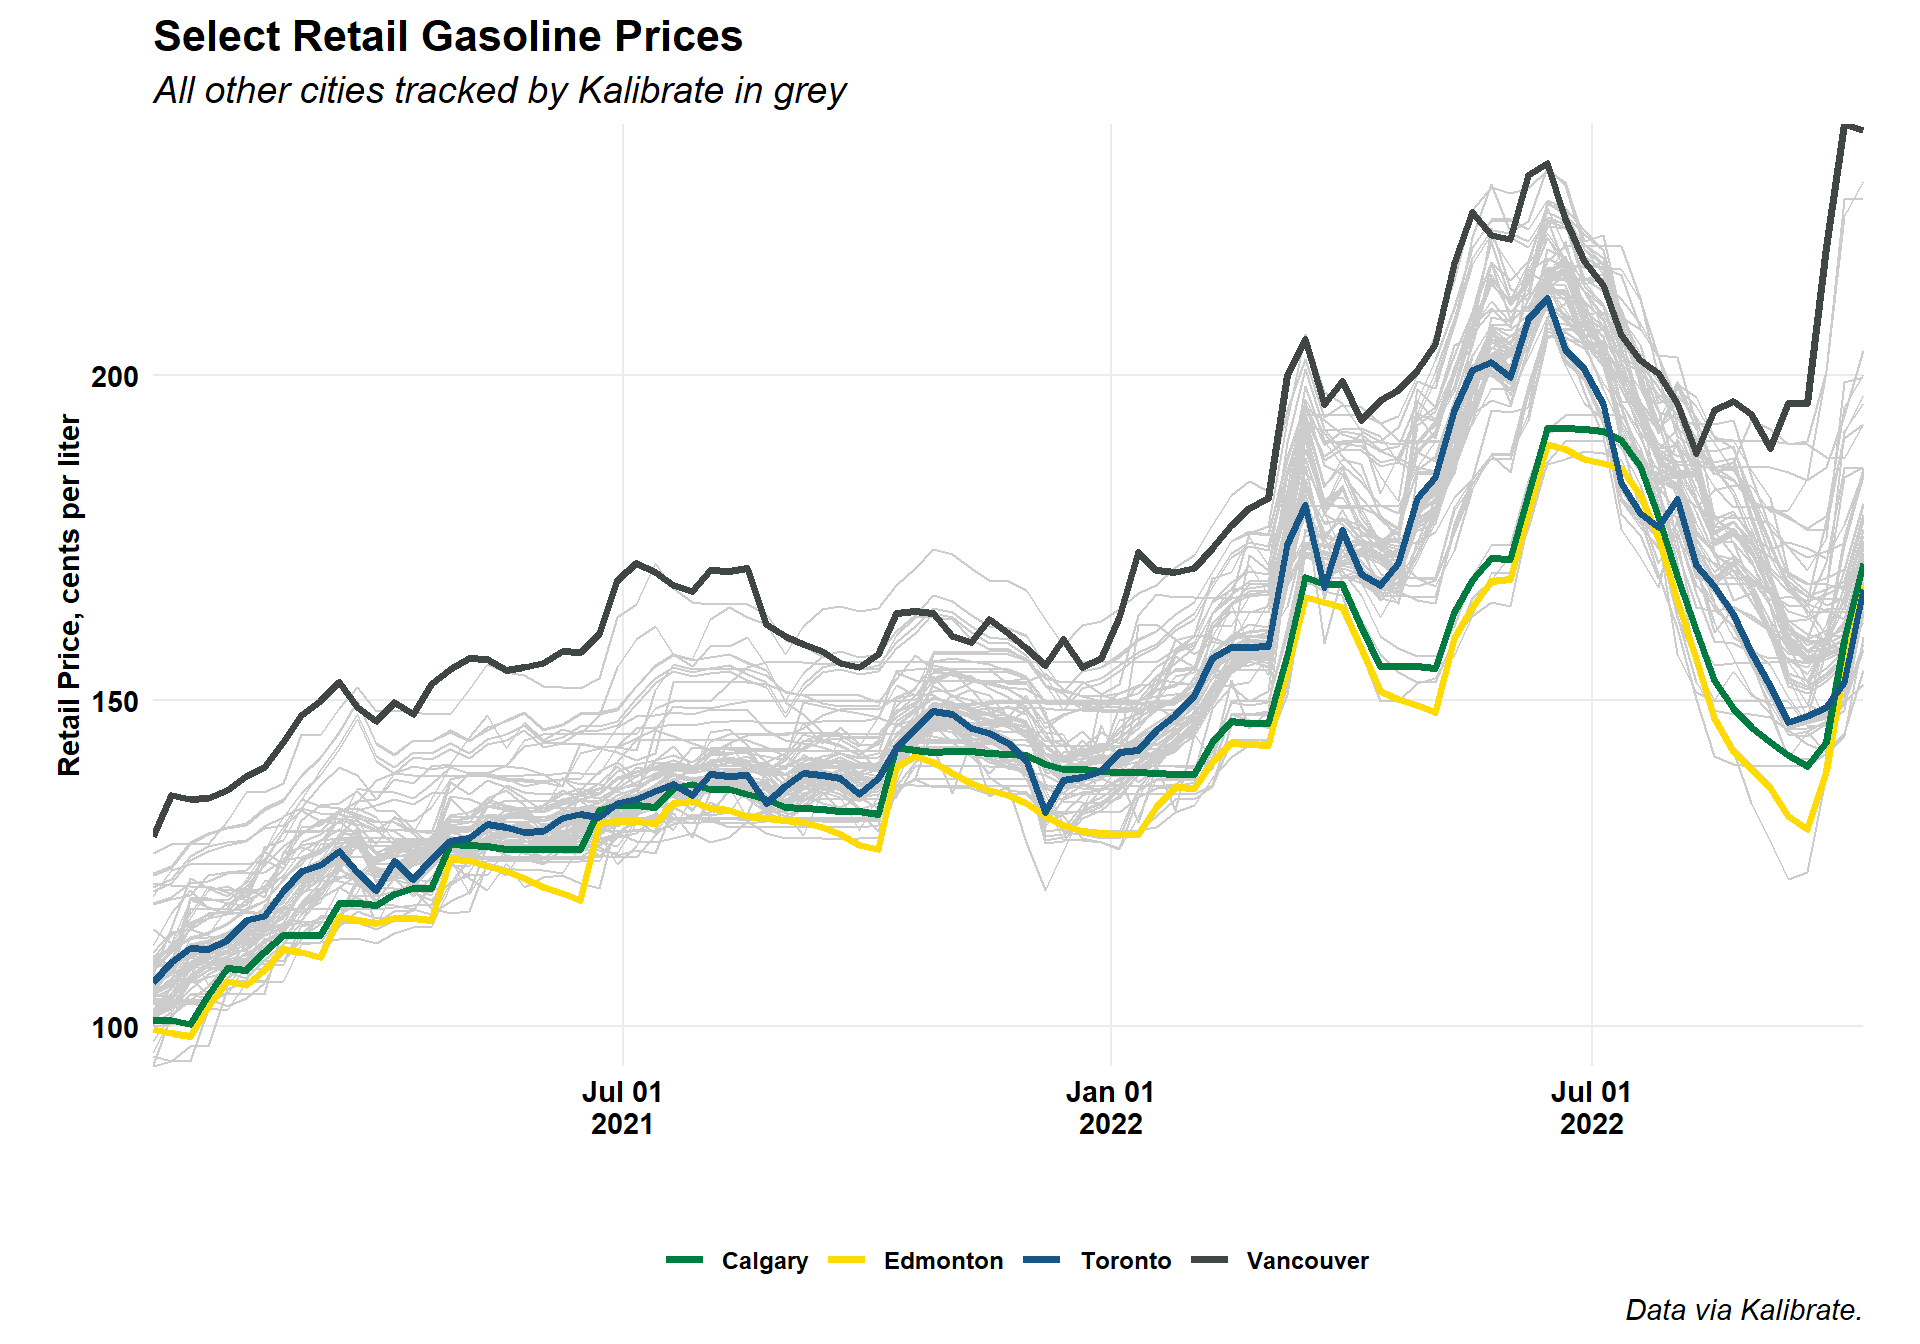 Select Retail Gasoline Prices
All other cities tracked by Kalibrate in grey
Retail Price, cents per liter
200
150
100
Jul 01
2021
Jan 01
2022
Jul 01
2022
Calgary Edmonton Toronto Vancouver
Data via Kalibrate.